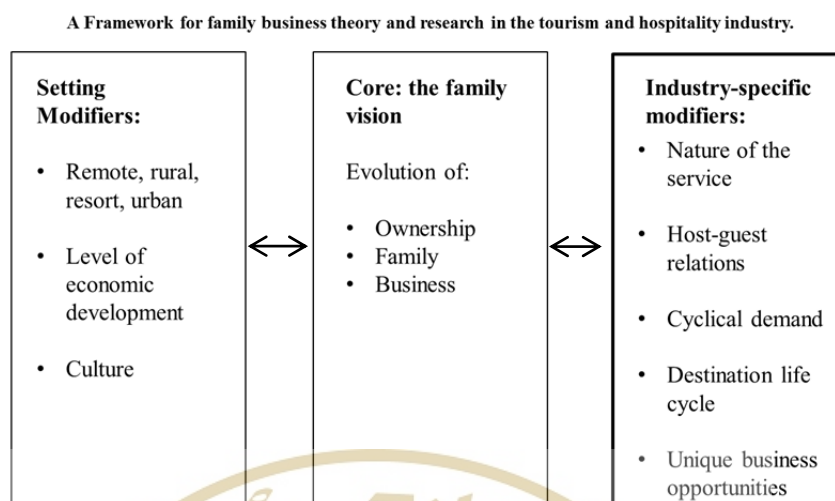 A Framework for family business theory and research in the tourism and hospitality industry.
Setting
Modifiers:
• Remote, rural,
resort, urban
• Level of
economic
development
• Culture
Core: the family
vision
Evolution of:
• Ownership
• Family
• Business
Industry-specific
modifiers:
• Nature of the
service
• Host-guest
relations
• Cyclical demand
• Destination life
cycle
• Unique business
opportunities